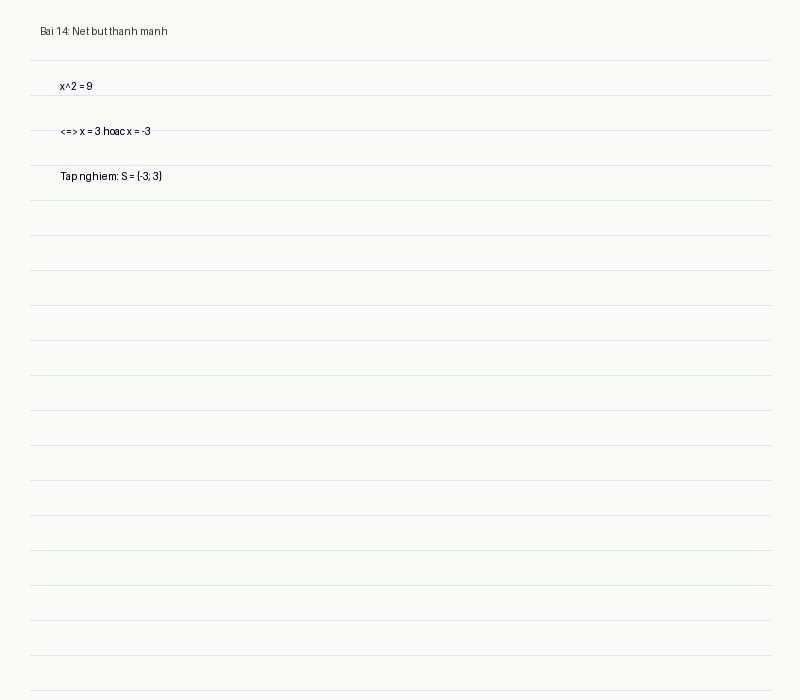 Bai 14: Net but thanh manh
x^2 = 9
<=> x = 3 hoac x = -3
Tap nghiem: S = {-3; 3}